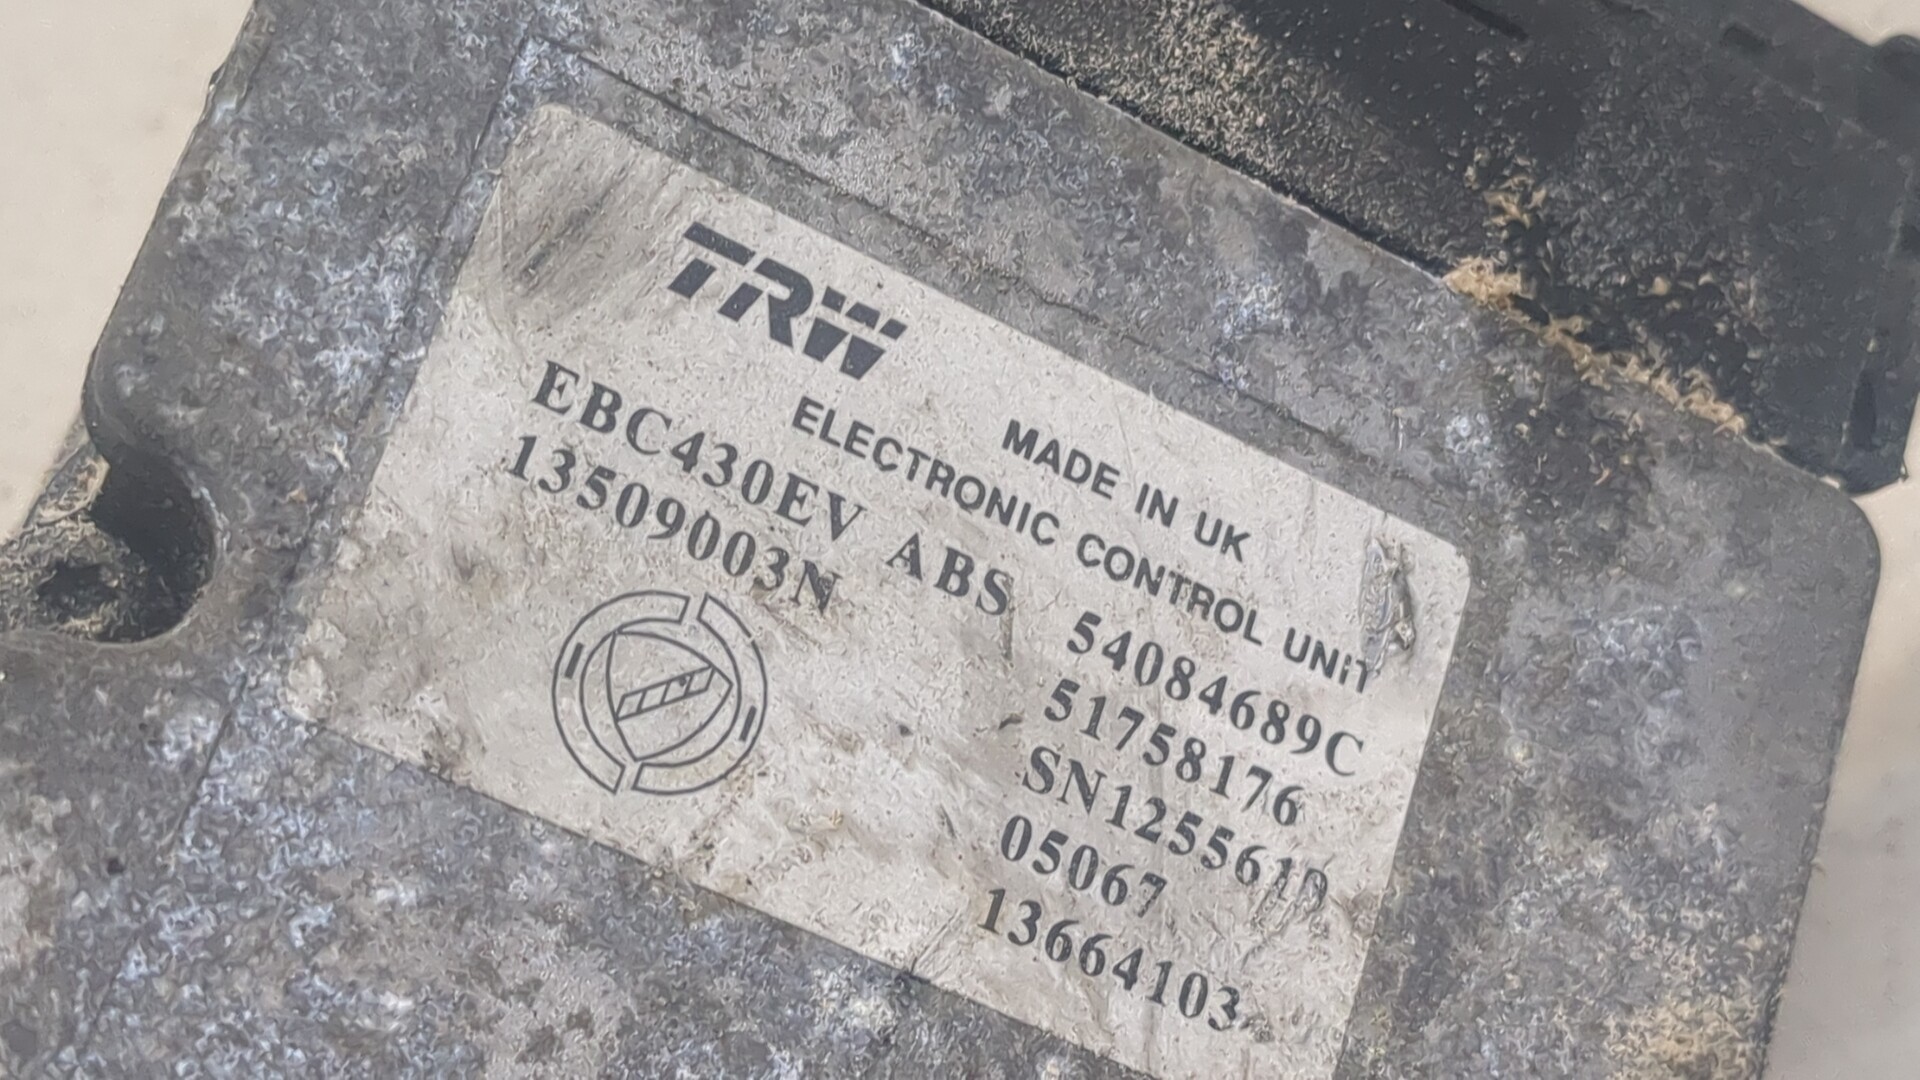 TRW
MADE IN UK
ELECTRONIC CONTROL UNIT
EBC430EV ABS
13509003N
54084689C
51758176
05067
13664103